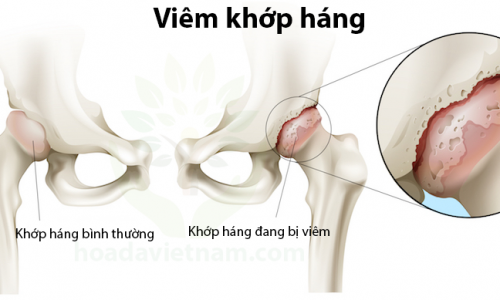 Viêm khớp háng
Khớp háng bình thường
Khớp háng đang bị viêm
hoadavietnam.com